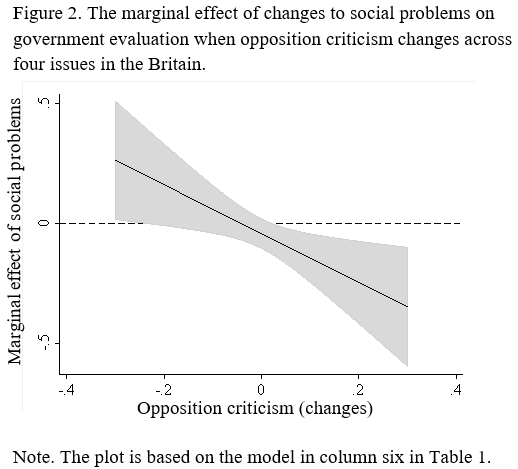 Figure 2. The marginal effect of changes to social problems on
government evaluation when opposition criticism changes across
four issues in the Britain.
Marginal effect of social problems
.5
0
-.5
-.4
-.2
0
.2
.4
Opposition criticism (changes)
Note. The plot is based on the model in column six in Table 1.